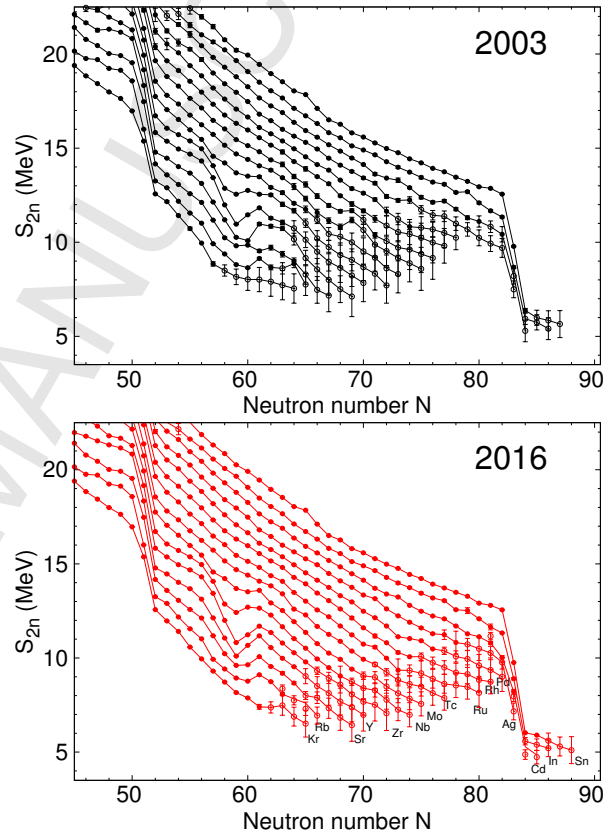 2003
20
15
10
5
S2n (MeV)
50 60 70 80 90
Neutron number N
2016
20
15
10
5
S2n (MeV)
Pd
Rh
Ru
Tc
Mo
Nb
Zr
Y
Sr
Rb
Kr
Ag
Sn
In
Cd
50 60 70 80 90
Neutron number N
MANUSC